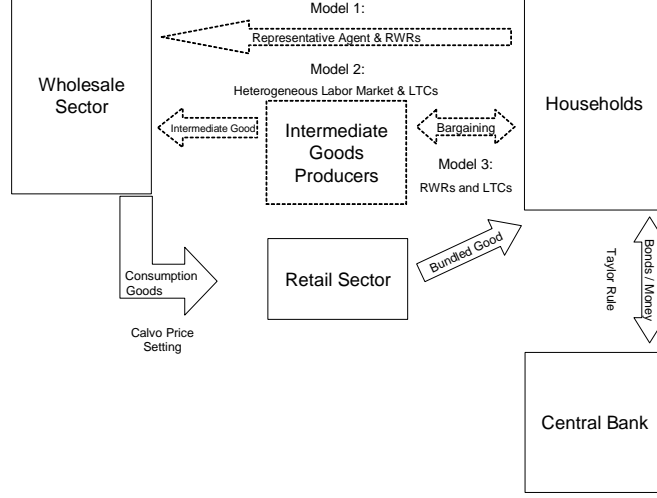 Model 1:
Representative Agent & RWRs
Wholesale
Sector
Model 2:
Heterogeneous Labor Market & LTCs
Households
Intermediate Good
Intermediate
Goods
Producers
Bargaining
Model 3:
RWRs and LTCs
Consumption
Goods
Retail Sector
Bundled Good
Taylor Rule
Bonds / Money
Calvo Price
Setting
Central Bank